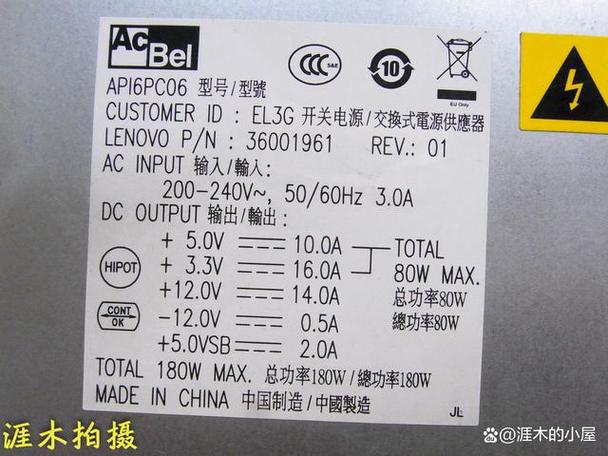 AcBel
CCC S&E
10
EU Only
API6PC06 型号/型號
CUSTOMER ID : EL3G 开关电源/交換式電源供應器
LENOVO P/N : 36001961 REV.: 01
AC INPUT 输入/輸入:
200-240V~, 50/60Hz 3.0A
DC OUTPUT 输出/輸出:
+ 5.0V 10.0A TOTAL
+ 3.3V 16.0A 80W MAX.
+12.0V 14.0A 总功率80W
-12.0V 0.5A 總功率80W
+5.0VSB 2.0A
HIPOT
CONT OK
TOTAL 180W MAX. 总功率180W/總功率180W
MADE IN CHINA 中国制造/中國製造
JL
涯木拍摄
@涯木的小屋